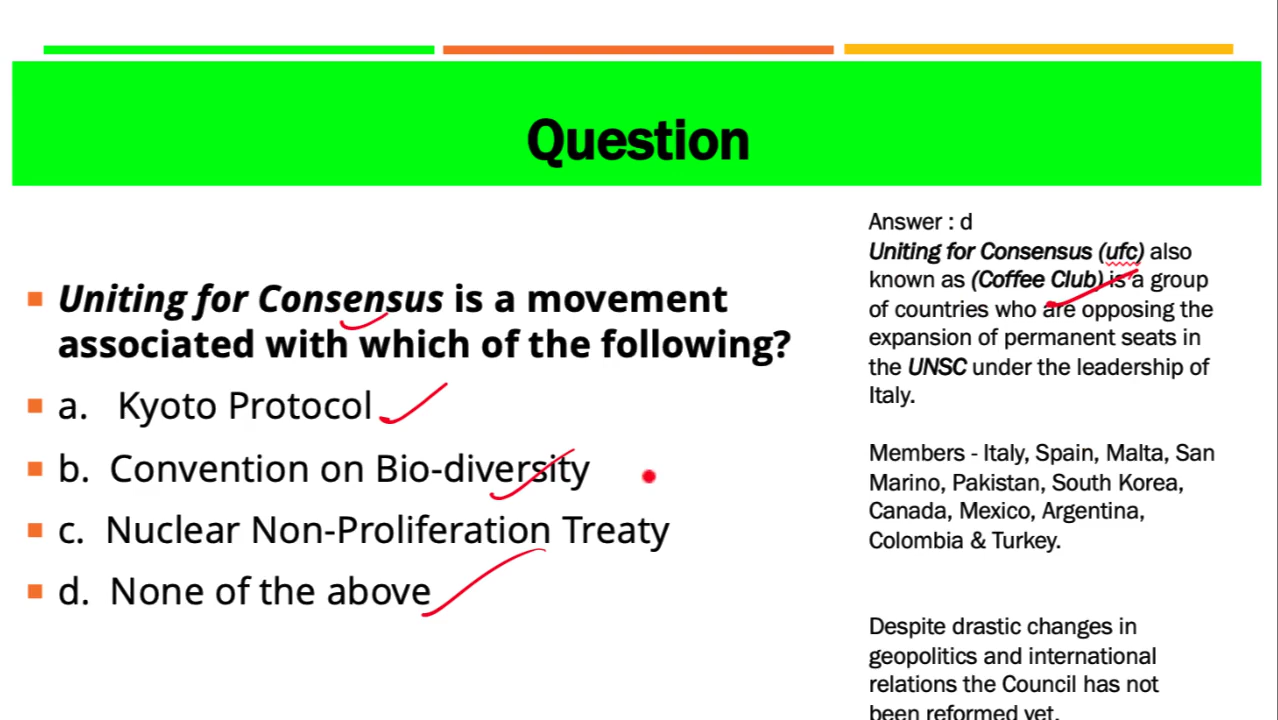 Question
Uniting for Consensus is a movement
associated with which of the following?
a. Kyoto Protocol
b. Convention on Bio-diversity
c. Nuclear Non-Proliferation Treaty
d. None of the above
Answer : d
Uniting for Consensus (ufc) also
known as (Coffee Club) is a group
of countries who are opposing the
expansion of permanent seats in
the UNSC under the leadership of
Italy.
Members - Italy, Spain, Malta, San
Marino, Pakistan, South Korea,
Canada, Mexico, Argentina,
Colombia & Turkey.
Despite drastic changes in
geopolitics and international
relations the Council has not
been reformed yet.